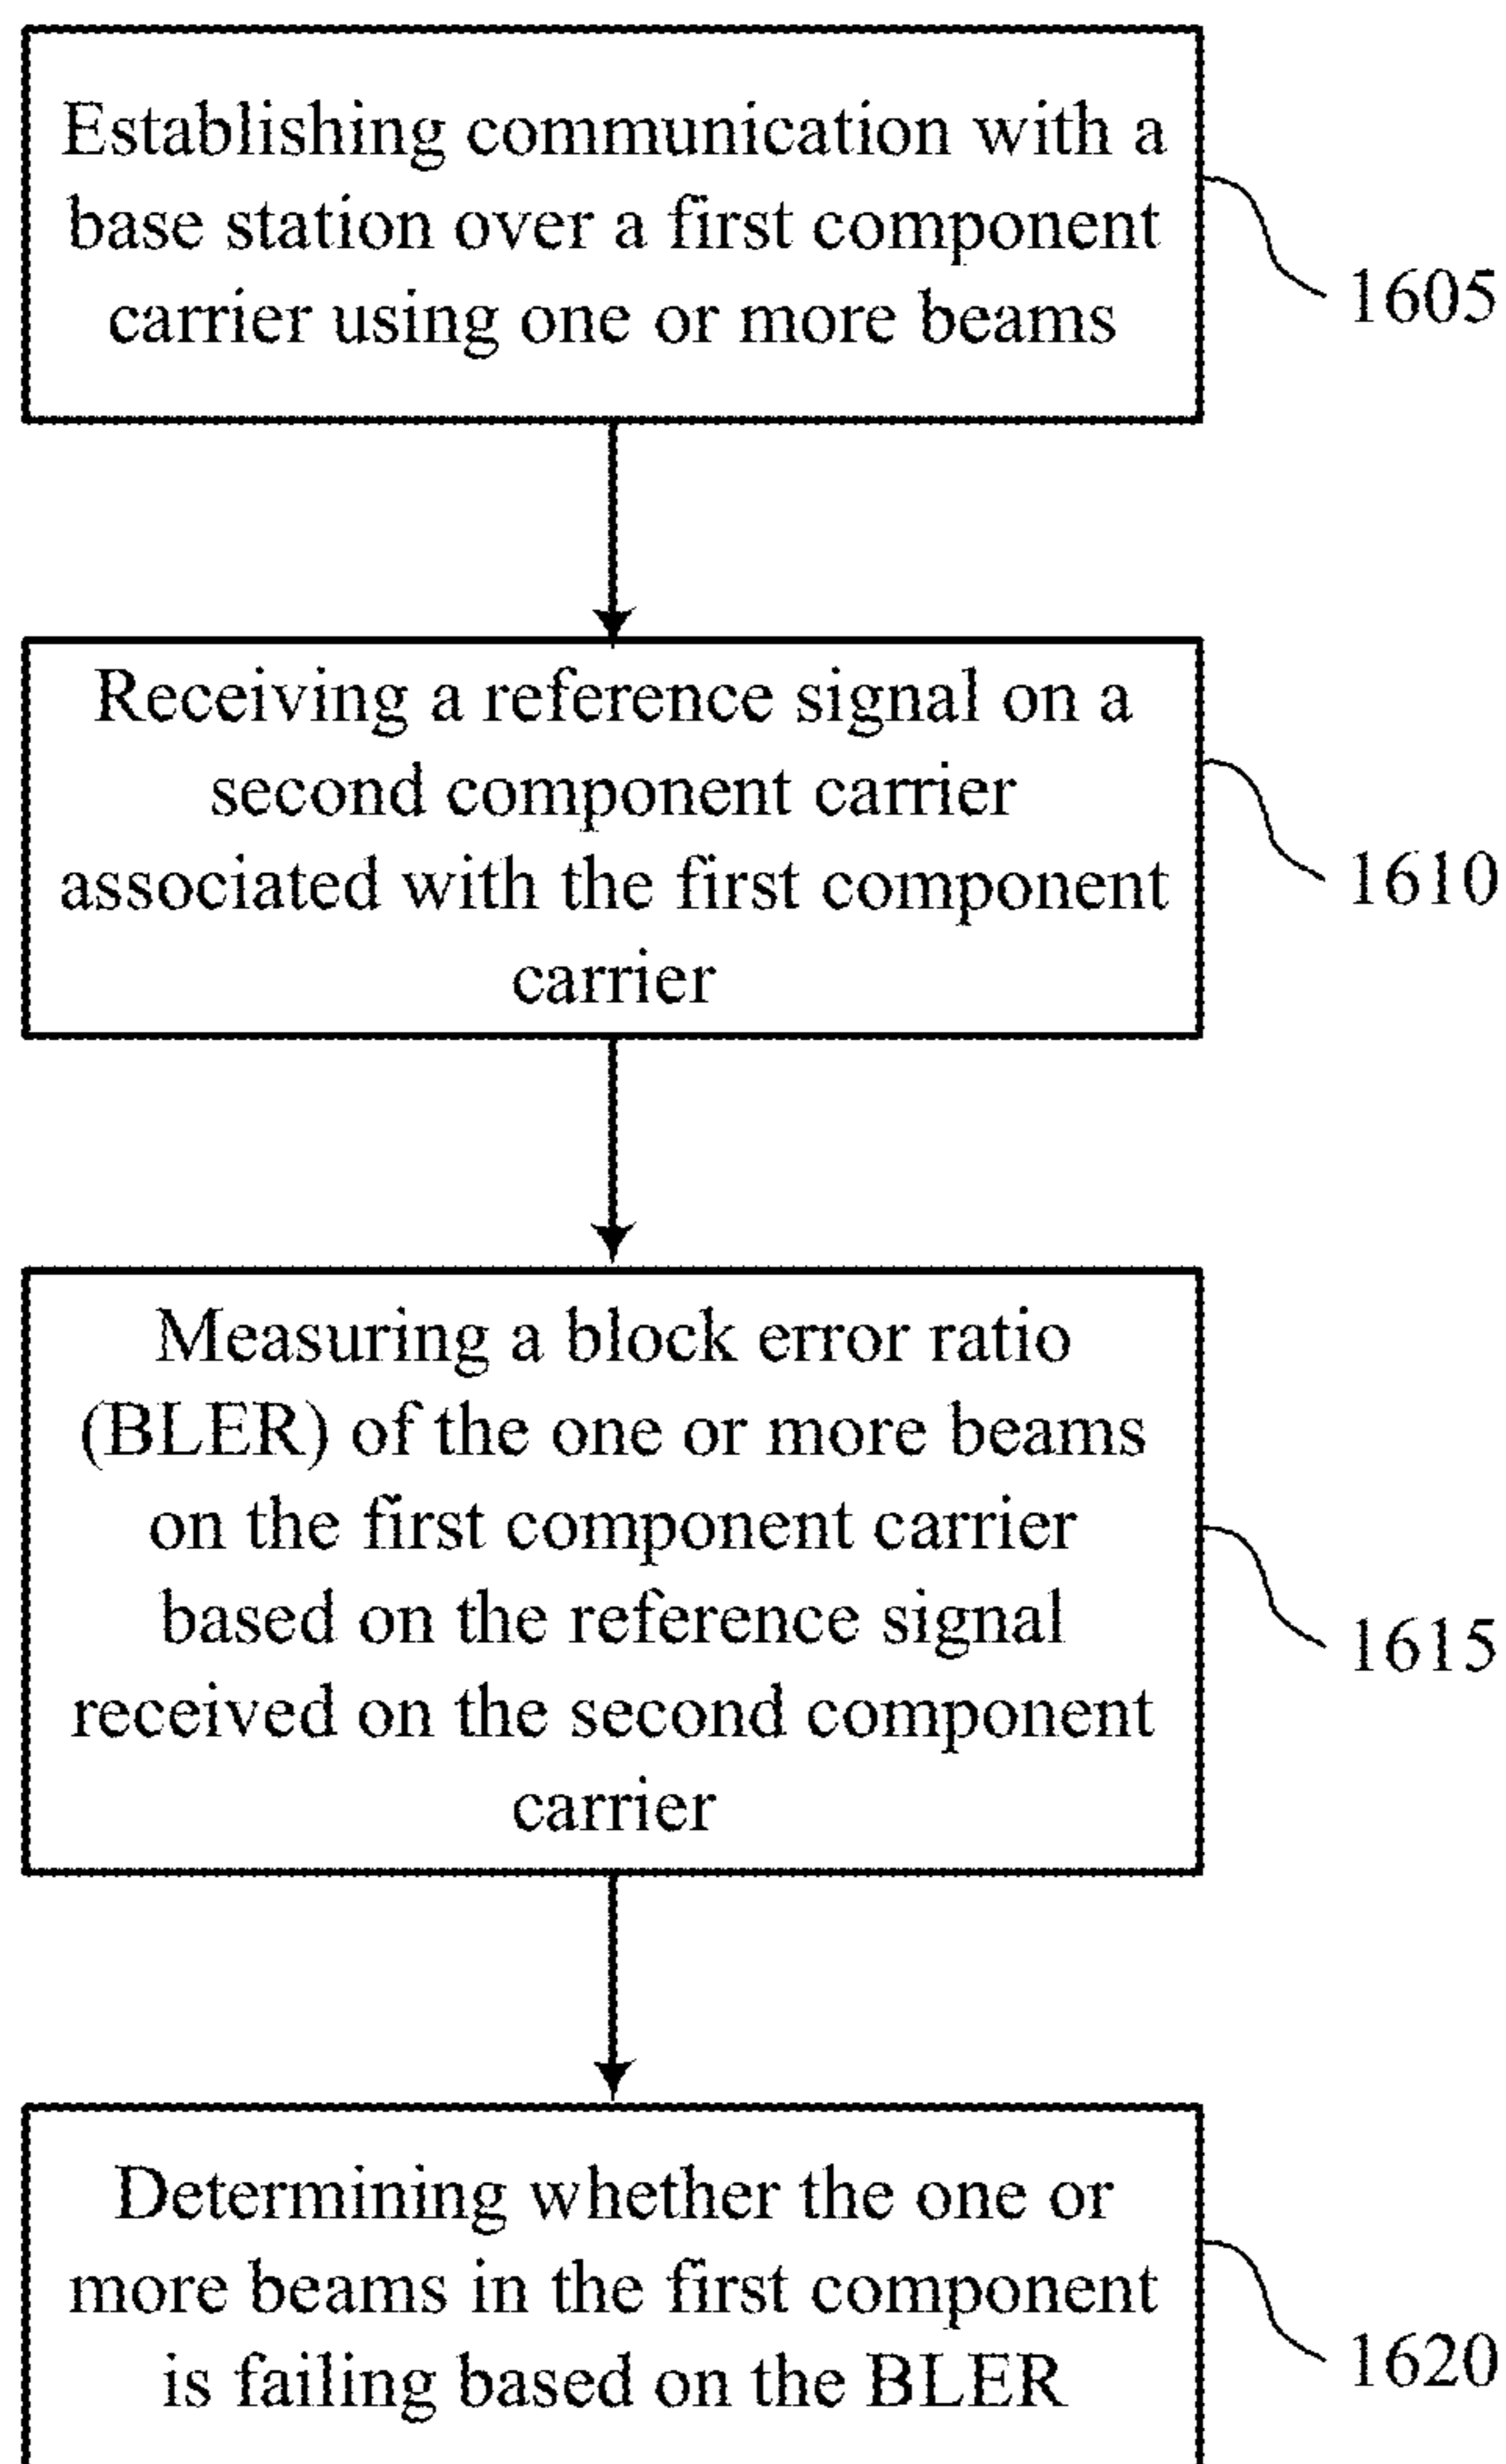 Establishing communication with a
base station over a first component
carrier using one or more beams
1605
Receiving a reference signal on a
second component carrier
associated with the first component
carrier
1610
Measuring a block error ratio
(BLER) of the one or more beams
on the first component carrier
based on the reference signal
received on the second component
carrier
1615
Determining whether the one or
more beams in the first component
is failing based on the BLER
1620